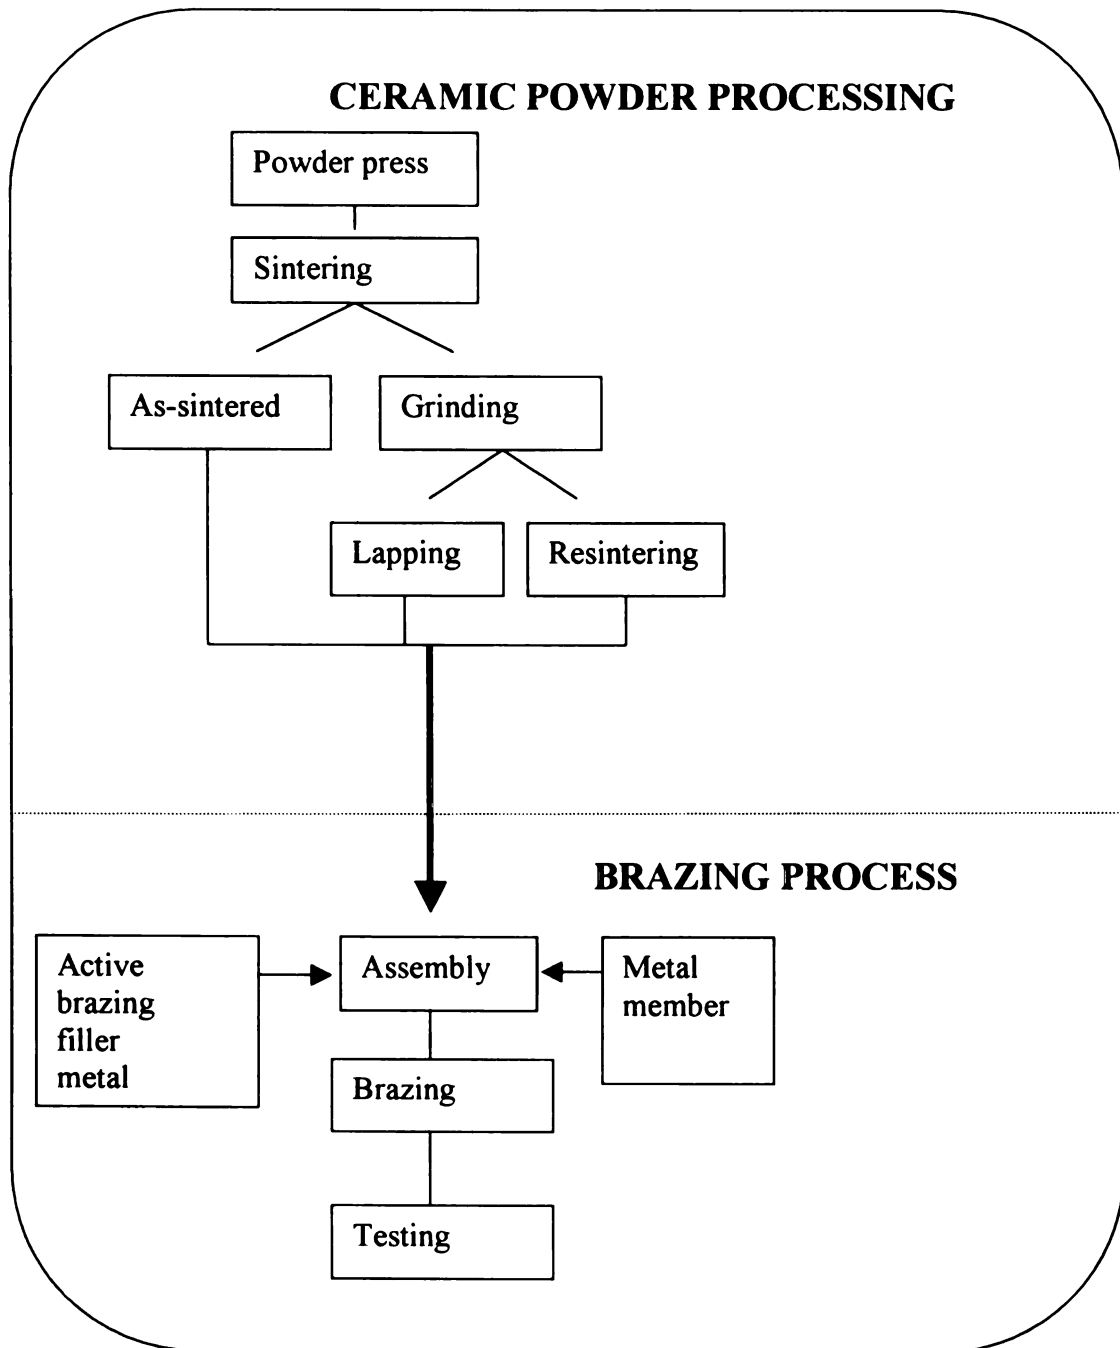 CERAMIC POWDER PROCESSING
Powder press
Sintering
As-sintered
Grinding
Lapping
Resintering
BRAZING PROCESS
Active
brazing
filler
metal
Assembly
Metal
member
Brazing
Testing